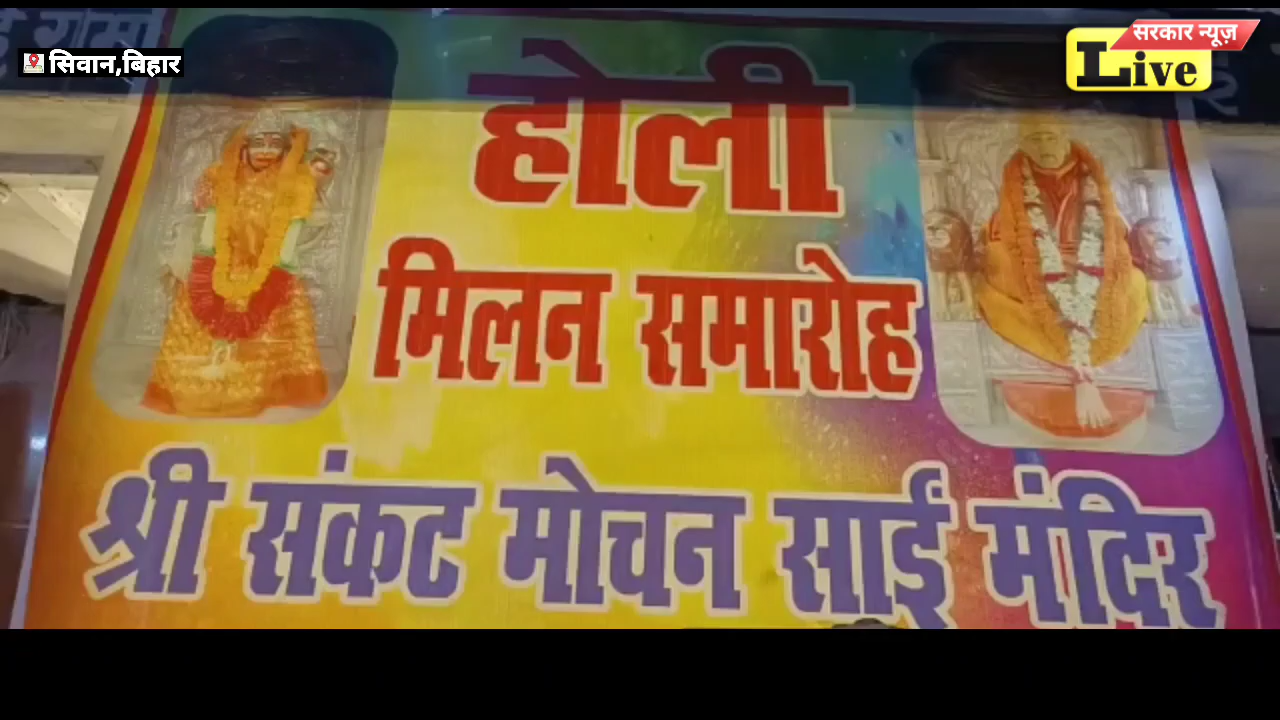 सरकार न्यूज़
Live
सिवान,बिहार
होली
मिलन समारोह
श्री संकट मोचन साईं मंदिर